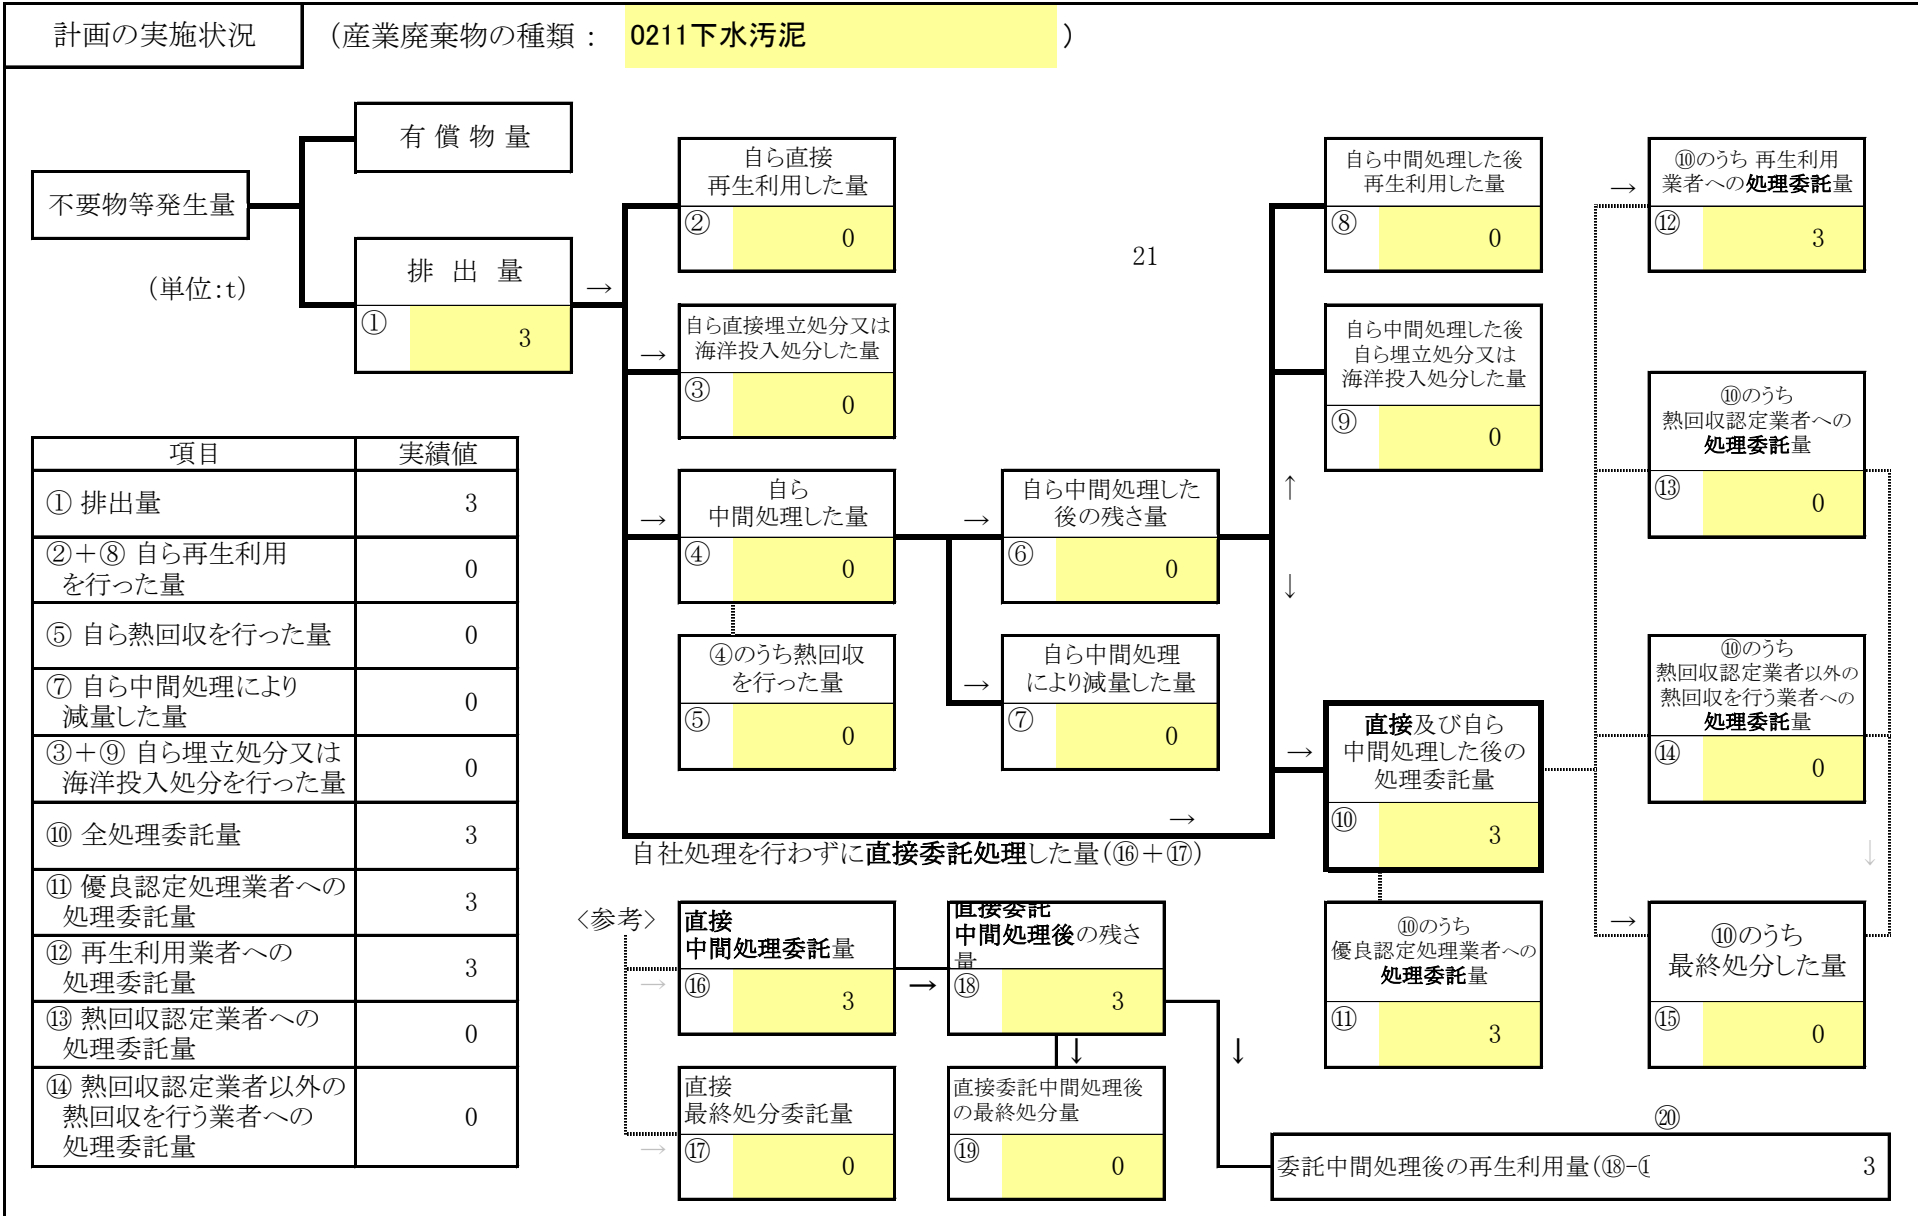 計画の実施状況
（産業廃棄物の種類： 0211下水汚泥 ）
不要物等発生量
（単位:t）
有 償 物 量
排 出 量
① 3
→
自ら直接
再生利用した量
② 0
→
自ら直接埋立処分又は
海洋投入処分した量
③ 0
→
自ら
中間処理した量
④ 0
④のうち熱回収
を行った量
⑤ 0
→
自ら中間処理した
後の残さ量
⑥ 0
→
自ら中間処理
により減量した量
⑦ 0
21
自ら中間処理した後
再生利用した量
⑧ 0
自ら中間処理した後
自ら埋立処分又は
海洋投入処分した量
⑨ 0
↑
↓
→
直接及び自ら
中間処理した後の
処理委託量
⑩ 3
⑩のうち
優良認定処理業者への
処理委託量
⑪ 3
→
⑩のうち 再生利用
業者への処理委託量
⑫ 3
⑩のうち
熱回収認定業者への
処理委託量
⑬ 0
⑩のうち
熱回収認定業者以外の
熱回収を行う業者への
処理委託量
⑭ 0
↓
→
⑩のうち
最終処分した量
⑮ 0
→
自社処理を行わずに直接委託処理した量（⑯＋⑰）
〈参考〉
→
直接
中間処理委託量
⑯ 3
→
直接委託
中間処理後の残さ
量
⑱ 3
→
直接
最終処分委託量
⑰ 0
↓
直接委託中間処理後
の最終処分量
⑲ 0
↓
⑳
委託中間処理後の再生利用量（⑱-
3
項目 実績値
① 排出量 3
②＋⑧ 自ら再生利用
を行った量 0
⑤ 自ら熱回収を行った量 0
⑦ 自ら中間処理により
減量した量 0
③＋⑨ 自ら埋立処分又は
海洋投入処分を行った量 0
⑩ 全処理委託量 3
⑪ 優良認定処理業者への
処理委託量 3
⑫ 再生利用業者への
処理委託量 3
⑬ 熱回収認定業者への
処理委託量 0
⑭ 熱回収認定業者以外の
熱回収を行う業者への
処理委託量 0